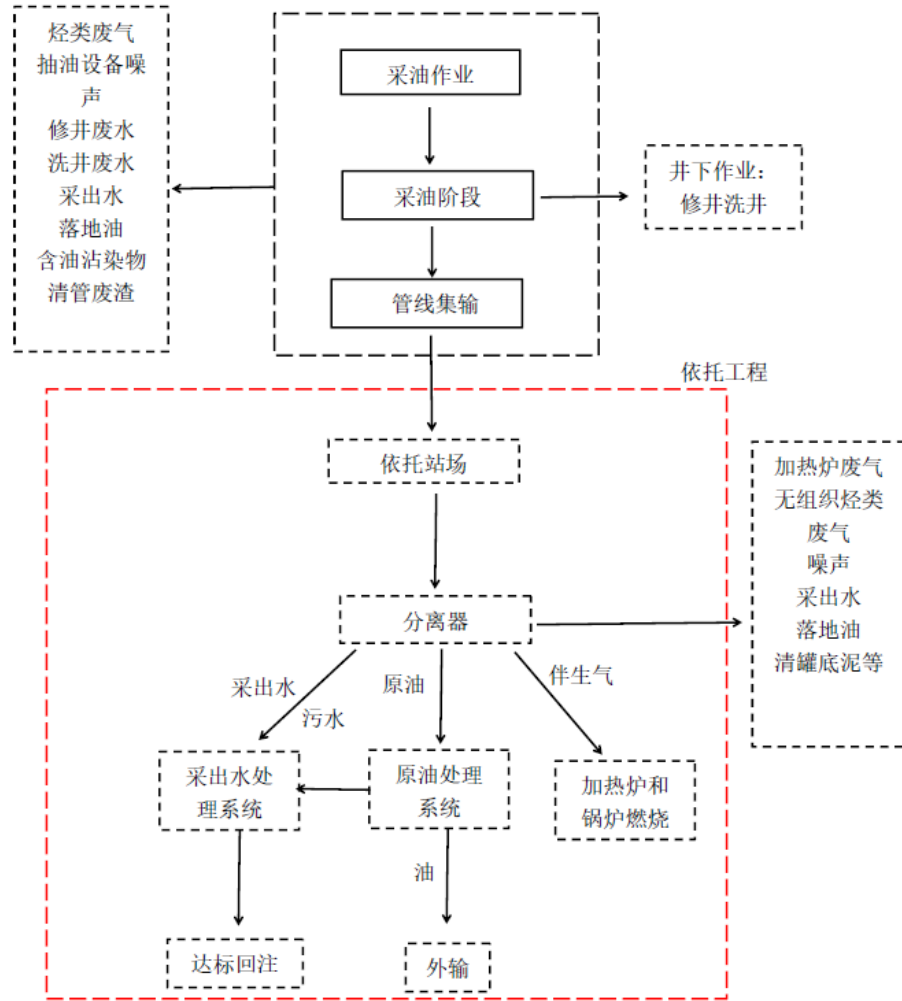 烃类废气
抽油设备噪
声
修井废水
洗井废水
采出水
落地油
含油沾染物
清管废渣
采油作业
采油阶段
管线集输
井下作业：
修井洗井
依托工程
依托站场
分离器
加热炉废气
无组织烃类
废气
噪声
采出水
落地油
清罐底泥等
采出水
污水
原油
伴生气
采出水处
理系统
原油处理
系统
加热炉和
锅炉燃烧
油
达标回注
外输